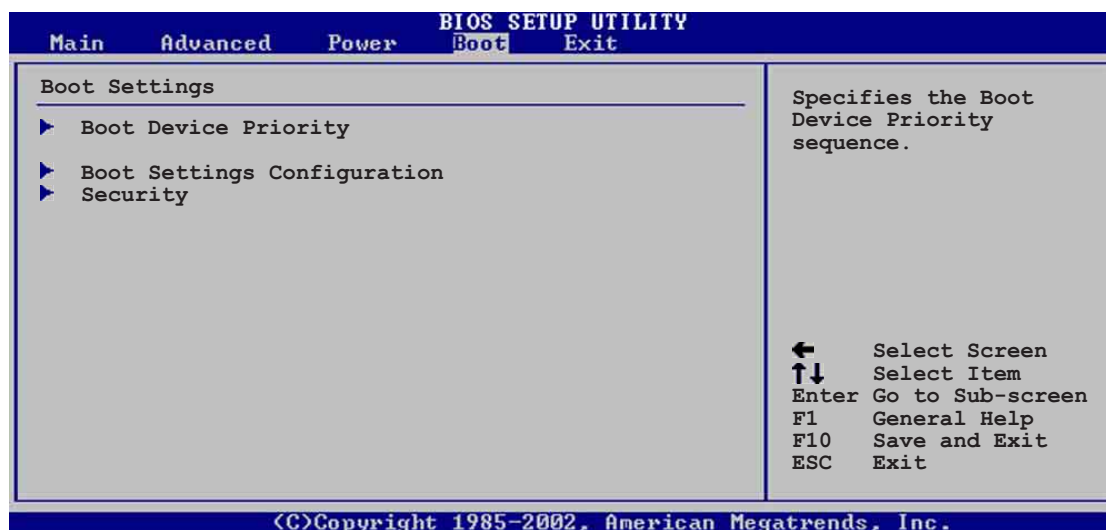 BIOS SETUP UTILITY
Main Advanced Power Boot Exit
Boot Settings
Boot Device Priority
Boot Settings Configuration
Security
Specifies the Boot
Device Priority
sequence.
← Select Screen
↑↓ Select Item
Enter Go to Sub-screen
F1 General Help
F10 Save and Exit
ESC Exit
(C)Copyright 1985-2002, American Megatrends, Inc.